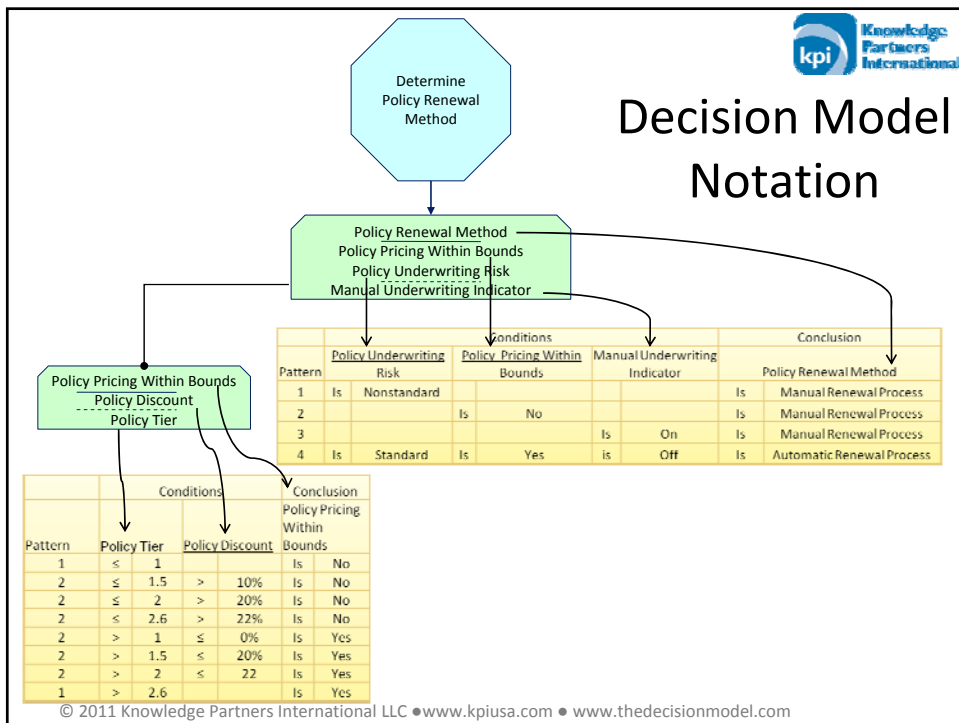 kpi
Knowledge
Partners
International
Decision Model
Notation
Determine
Policy Renewal
Method
Policy Renewal Method
Policy Pricing Within Bounds
Policy Underwriting Risk
Manual Underwriting Indicator
Conditions Conclusion
Pattern Policy Underwriting Risk Policy Pricing Within Bounds Manual Underwriting Indicator Policy Renewal Method
1 Is Nonstandard Is Manual Renewal Process
2 Is No Is Manual Renewal Process
3 Is On Is Manual Renewal Process
4 Is Standard Is Yes is Off Is Automatic Renewal Process
Policy Pricing Within Bounds
Policy Discount
Policy Tier
Conditions Conclusion
Pattern Policy Tier Policy Discount Policy Pricing Within Bounds
1 ≤ 1 Is No
2 ≤ 1.5 > 10% Is No
2 ≤ 2 > 20% Is No
2 ≤ 2.6 > 22% Is No
2 > 1 ≤ 0% Is Yes
2 > 1.5 ≤ 20% Is Yes
2 > 2 ≤ 22 Is Yes
1 > 2.6 Is Yes
© 2011 Knowledge Partners International LLC ●www.kpiusa.com ● www.thedecisionmodel.com